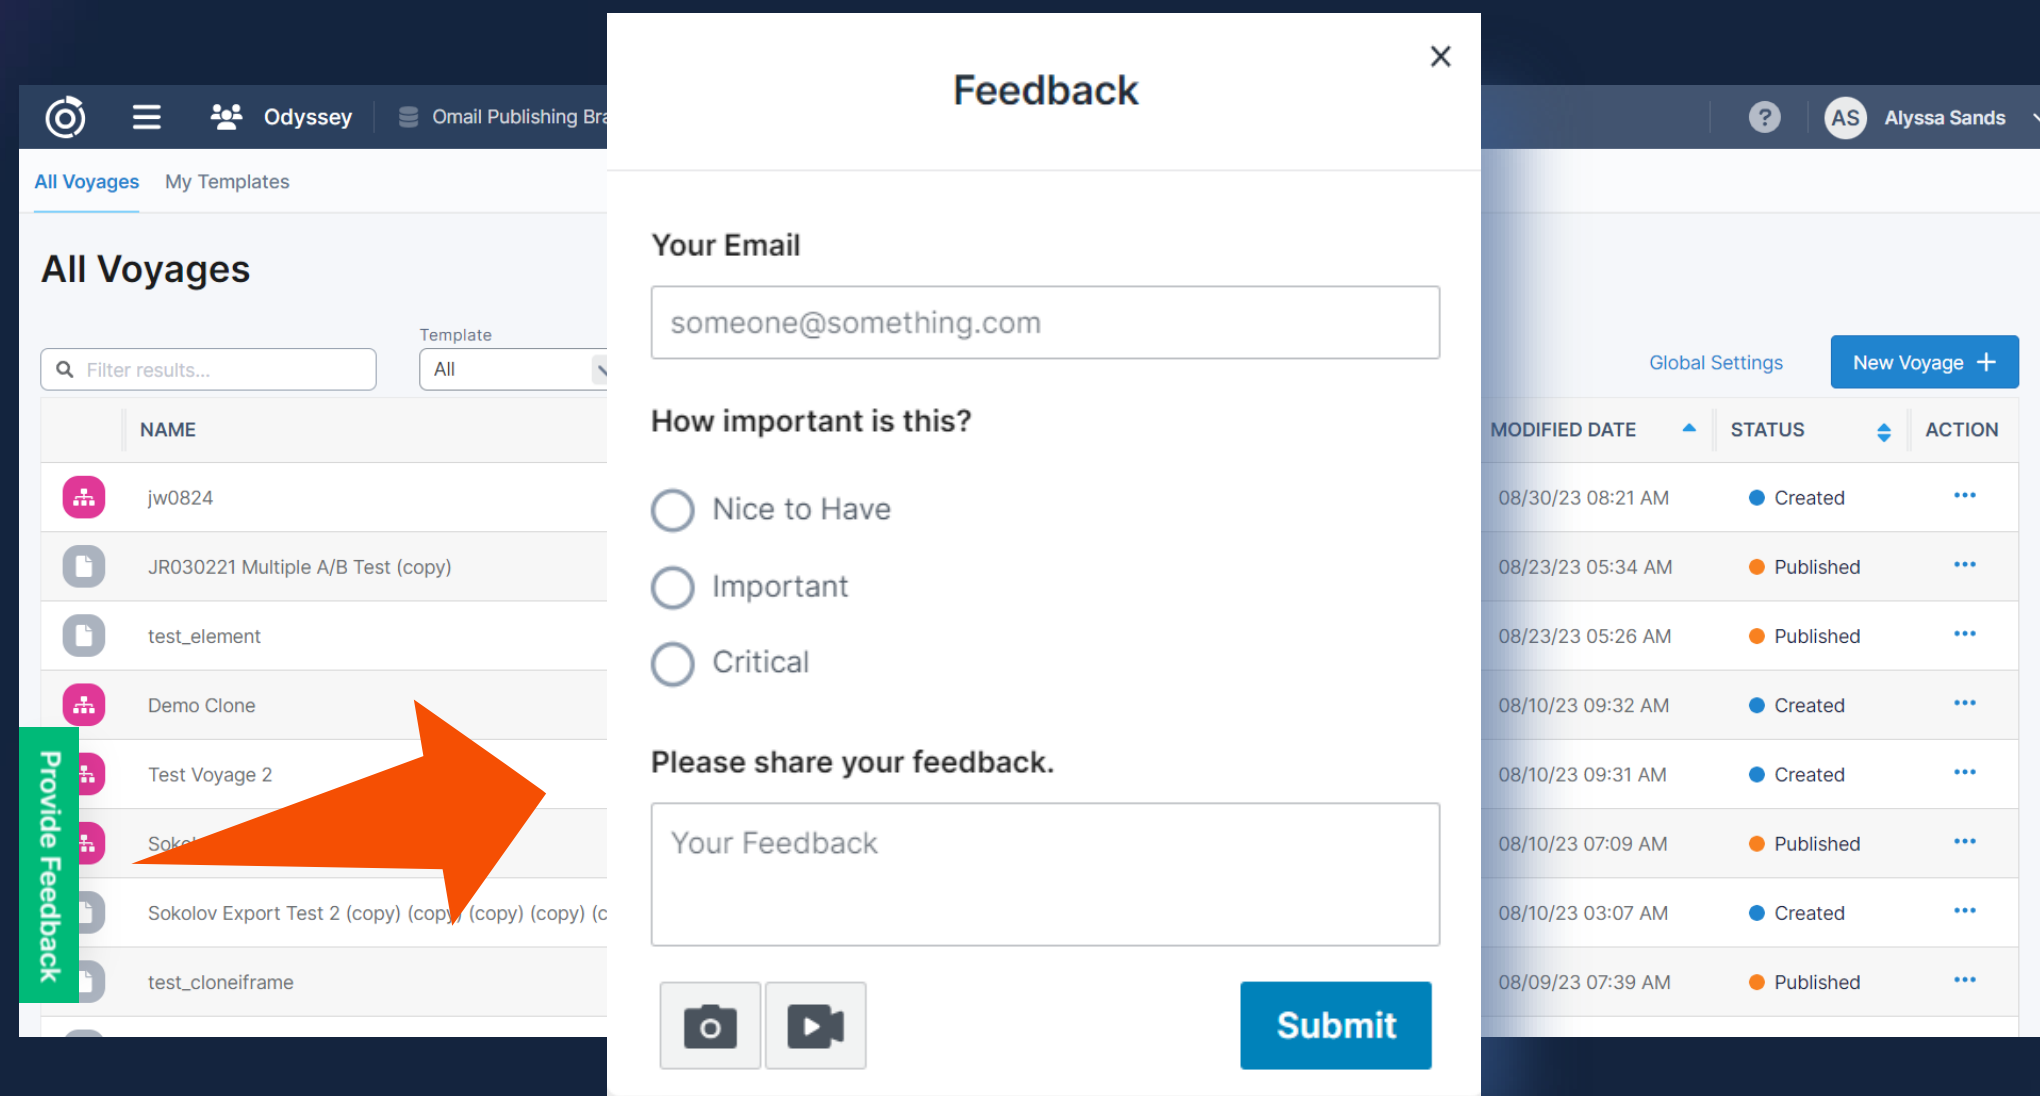 Odyssey
Omail Publishing
?
AS
Alyssa Sands
All Voyages
My Templates
All Voyages
Filter results...
Template
All
Global Settings
New Voyage +
NAME
MODIFIED DATE
STATUS
ACTION
jw0824
08/30/23 08:21 AM
Created
JR030221 Multiple A/B Test (copy)
08/23/23 05:34 AM
Published
test_element
08/23/23 05:26 AM
Published
Demo Clone
08/10/23 09:32 AM
Created
Test Voyage 2
08/10/23 09:31 AM
Created
08/10/23 07:09 AM
Published
Sokolov Export Test 2 (copy) (copy) (copy) (copy)
08/10/23 03:07 AM
Created
test_cloneiframe
08/09/23 07:39 AM
Published
Provide Feedback
Feedback
Your Email
someone@something.com
How important is this?
Nice to Have
Important
Critical
Please share your feedback.
Your Feedback
Submit